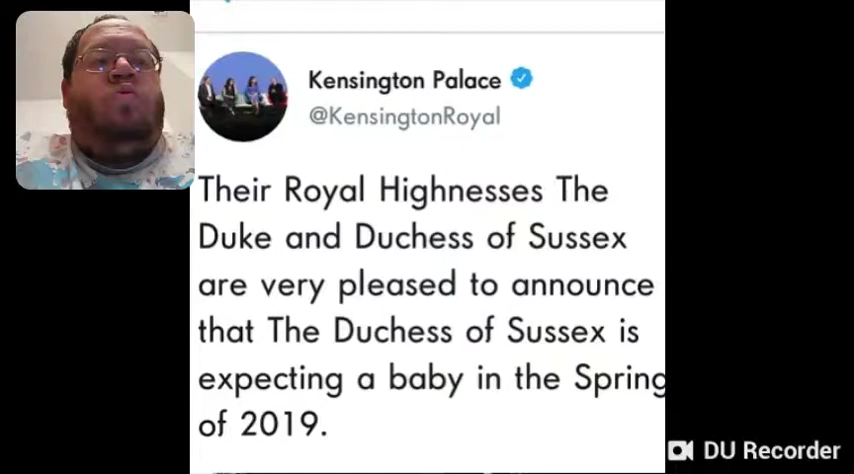 Kensington Palace
@KensingtonRoyal
Their Royal Highnesses The
Duke and Duchess of Sussex
are very pleased to announce
that The Duchess of Sussex is
expecting a baby in the Spring
of 2019.
DU Recorder